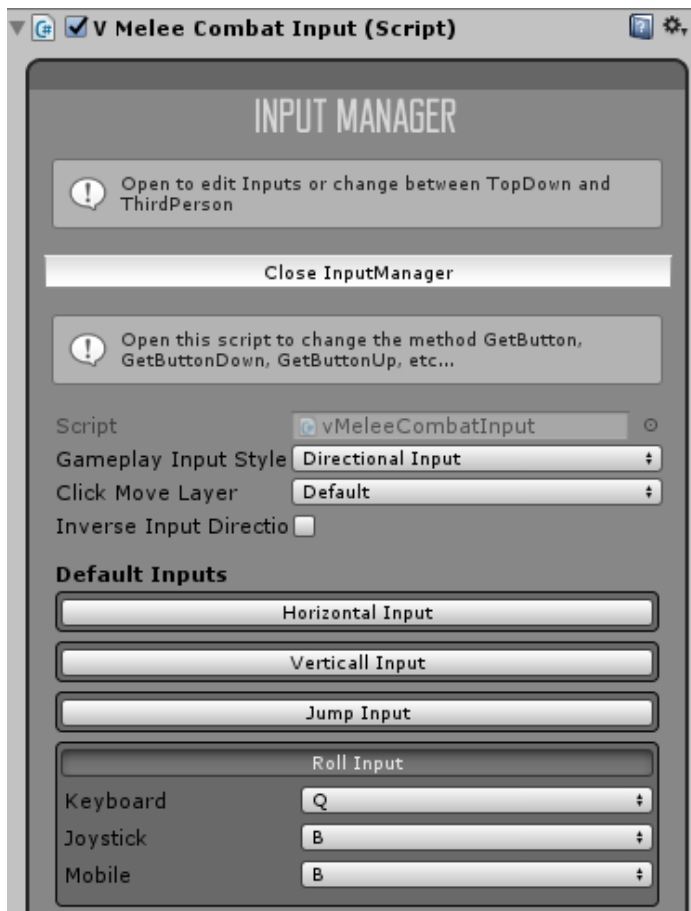 V Melee Combat Input (Script)
INPUT MANAGER
Open to edit Inputs or change between TopDown and
ThirdPerson
Close InputManager
Open this script to change the method GetButton,
GetButtonDown, GetButtonUp, etc...
Script vMeleeCombatInput
Gameplay Input Style Directional Input
Click Move Layer Default
Inverse Input Directio
Default Inputs
Horizontal Input
Verticall Input
Jump Input
Roll Input
Keyboard Q
Joystick B
Mobile B